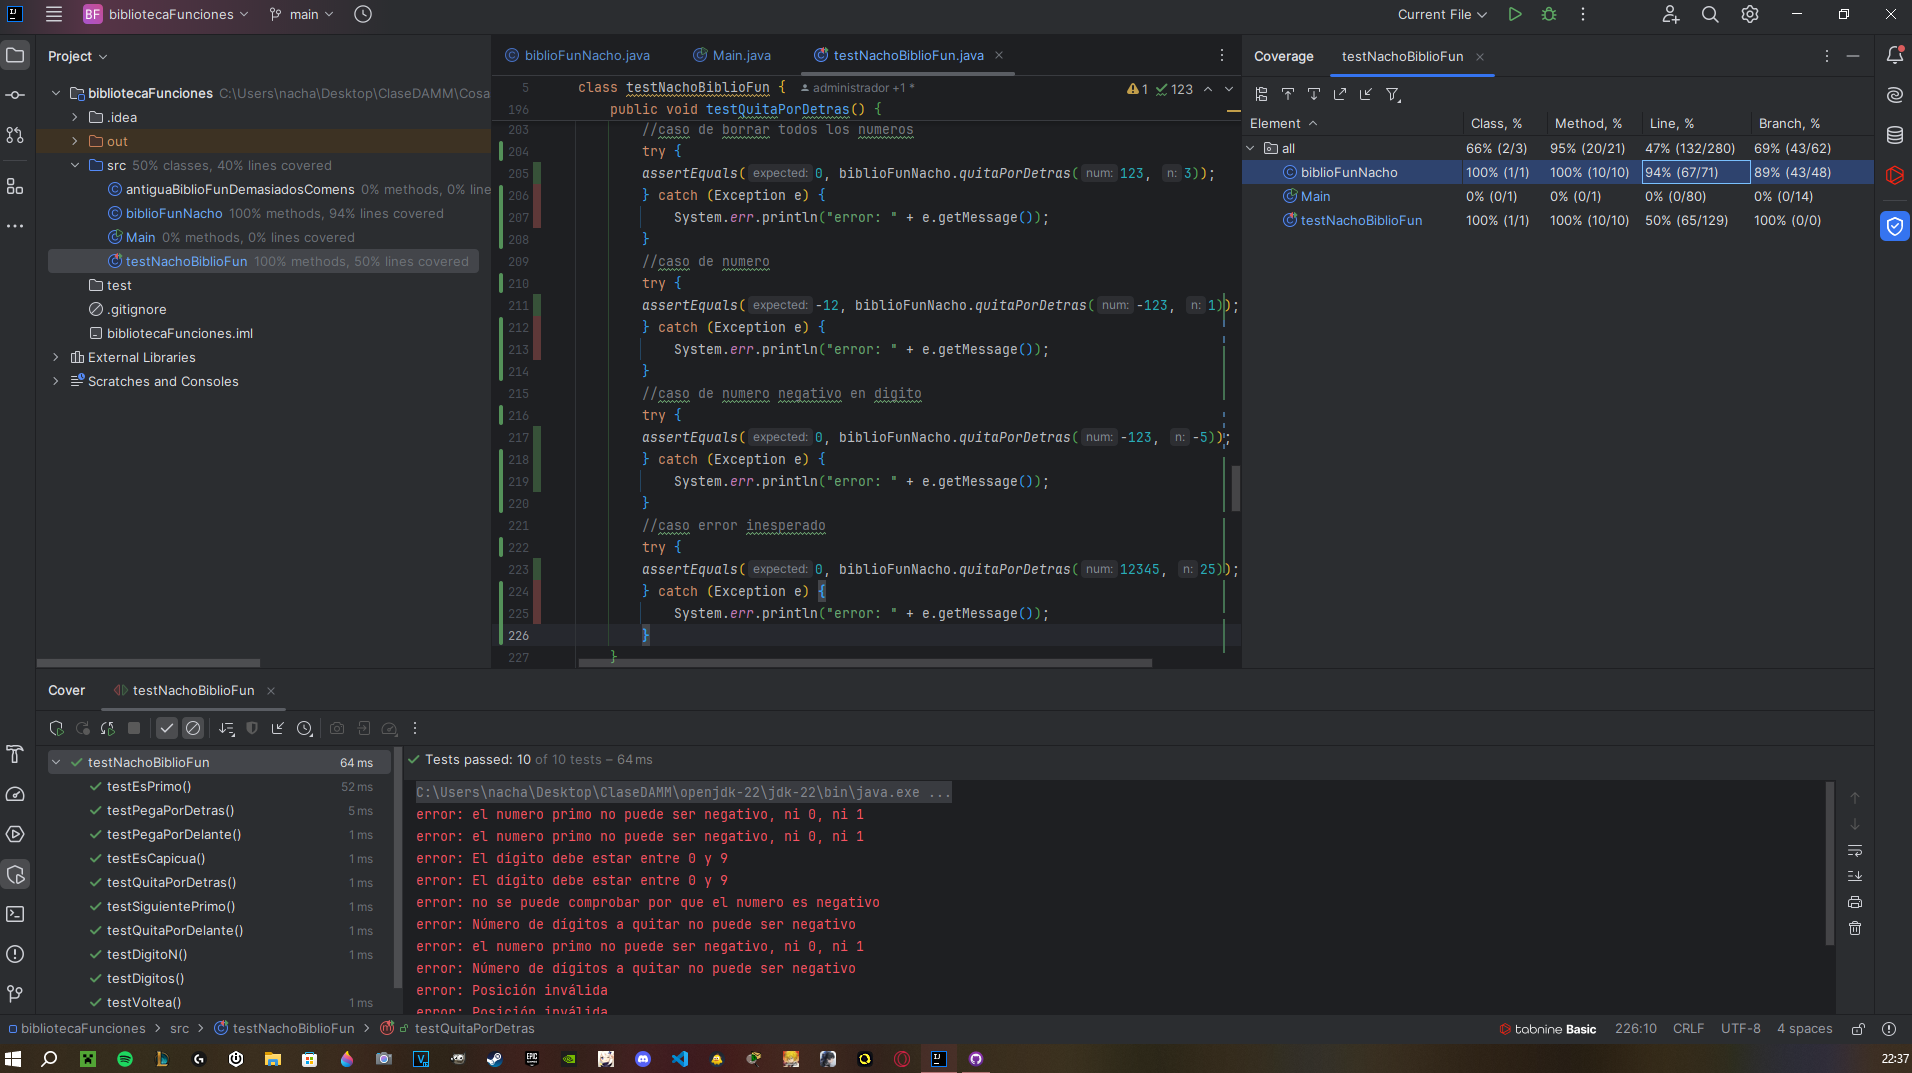 BF bibliotecaFunciones main Current File
Project
bibliotecaFunciones C:\Users\nacha\Desktop\ClaseDAMM\Cosa
.idea
out
src 50% classes, 40% lines covered
antiguaBiblioFunDemasiadosComens 0% methods, 0% line
biblioFunNacho 100% methods, 94% lines covered
Main 0% methods, 0% lines covered
testNachoBiblioFun 100% methods, 50% lines covered
test
.gitignore
bibliotecaFunciones.iml
External Libraries
Scratches and Consoles
biblioFunNacho.java Main.java testNachoBiblioFun.java
5 class testNachoBiblioFun { administrador +1 * 1 123
196 public void testQuitaPorDetras() {
203 //caso de borrar todos los numeros
204 try {
205 assertEquals( expected: 0, biblioFunNacho.quitaPorDetras( num: 123, n: 3));
206 } catch (Exception e) {
207 System.err.println("error: " + e.getMessage());
208 }
209 //caso de numero
210 try {
211 assertEquals( expected: -12, biblioFunNacho.quitaPorDetras( num: -123, n: 1));
212 } catch (Exception e) {
213 System.err.println("error: " + e.getMessage());
214 }
215 //caso de numero negativo en digito
216 try {
217 assertEquals( expected: 0, biblioFunNacho.quitaPorDetras( num: -123, n: -5));
218 } catch (Exception e) {
219 System.err.println("error: " + e.getMessage());
220 }
221 //caso error inesperado
222 try {
223 assertEquals( expected: 0, biblioFunNacho.quitaPorDetras( num: 12345, n: 25));
224 } catch (Exception e) {
225 System.err.println("error: " + e.getMessage());
226 }
227 }
Coverage testNachoBiblioFun
Element Class, % Method, % Line, % Branch, %
all 66% (2/3) 95% (20/21) 47% (132/280) 69% (43/62)
biblioFunNacho 100% (1/1) 100% (10/10) 94% (67/71) 89% (43/48)
Main 0% (0/1) 0% (0/1) 0% (0/80) 0% (0/14)
testNachoBiblioFun 100% (1/1) 100% (10/10) 50% (65/129) 100% (0/0)
Cover testNachoBiblioFun
testNachoBiblioFun 64 ms
testEsPrimo() 52 ms
testPegaPorDetras() 5 ms
testPegaPorDelante() 1 ms
testEsCapicua() 1 ms
testQuitaPorDetras() 1 ms
testSiguientePrimo() 1 ms
testQuitaPorDelante() 1 ms
testDigitoN() 1 ms
testDigitos()
testVoltea() 1 ms
Tests passed: 10 of 10 tests – 64 ms
C:\Users\nacha\Desktop\ClaseDAMM\openjdk-22\jdk-22\bin\java.exe ...
error: el numero primo no puede ser negativo, ni 0, ni 1
error: el numero primo no puede ser negativo, ni 0, ni 1
error: El dígito debe estar entre 0 y 9
error: El dígito debe estar entre 0 y 9
error: no se puede comprobar por que el numero es negativo
error: Número de dígitos a quitar no puede ser negativo
error: el numero primo no puede ser negativo, ni 0, ni 1
error: Número de dígitos a quitar no puede ser negativo
error: Posición inválida
error: Posición inválida
bibliotecaFunciones > src > testNachoBiblioFun > testQuitaPorDetras
tabnine Basic 226:10 CRLF UTF-8 4 spaces
22:37